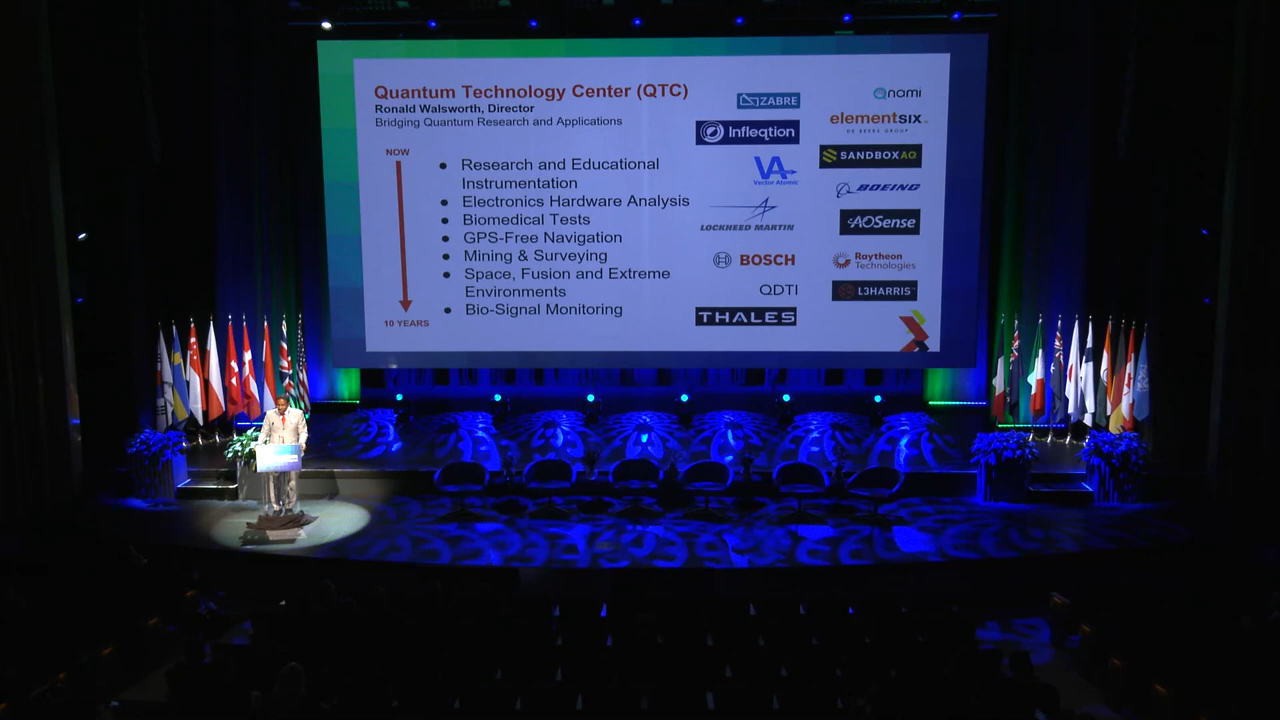 Quantum Technology Center (QTC)
Ronald Walsworth, Director
Bridging Quantum Research and Applications
NOW
10 YEARS
● Research and Educational
Instrumentation
● Electronics Hardware Analysis
● Biomedical Tests
● GPS-Free Navigation
● Mining & Surveying
● Space, Fusion and Extreme
Environments
● Bio-Signal Monitoring
ZABRE
Infleqtion
VA
Vector Atomic
LOCKHEED MARTIN
BOSCH
QDTI
THALES
Qnami
elementsix
DE BEERS GROUP
SANDBOXAQ
BOEING
AOSense
Raytheon
Technologies
L3HARRIS